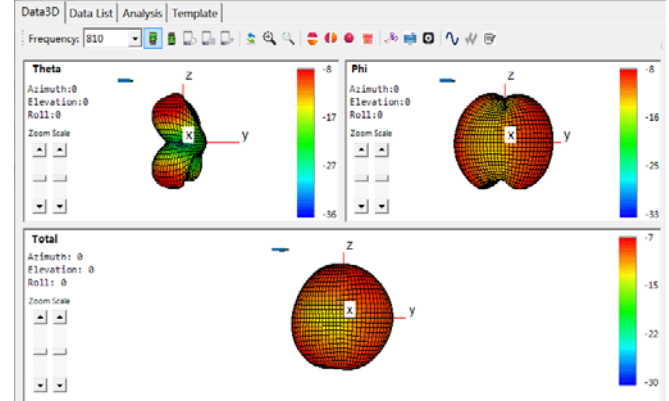 Data3D Data List Analysis Template
Frequency: 810
Theta
Azimuth:0
Elevation:0
Roll:0
Zoom Scale
z
x
y
-8
-17
-27
-36
Phi
Azimuth:0
Elevation:0
Roll:0
Zoom Scale
z
x
y
-8
-16
-25
-33
Total
Azimuth: 0
Elevation: 0
Roll: 0
Zoom Scale
z
x
y
-7
-15
-22
-30